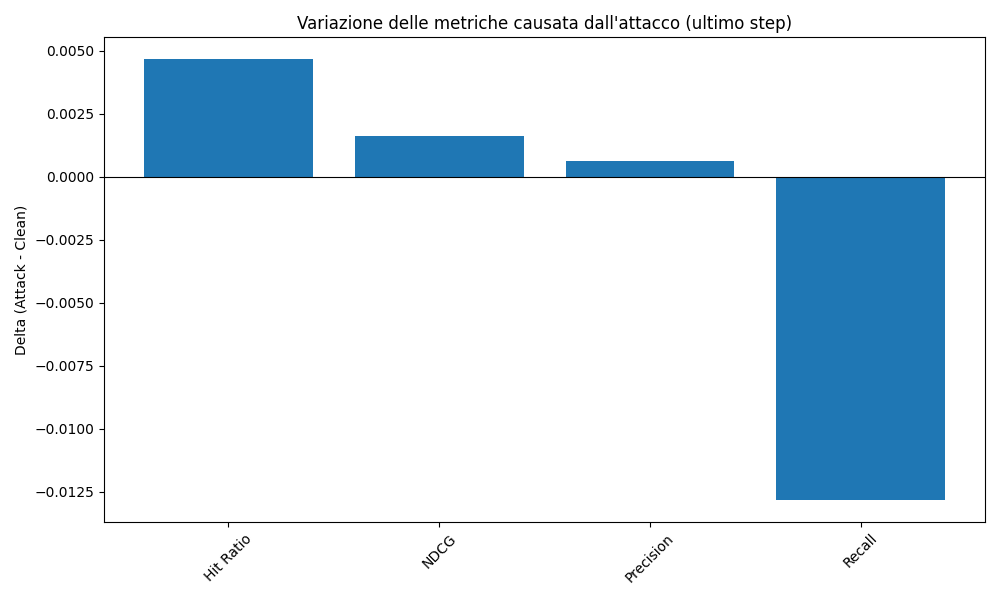 Variazione delle metriche causata dall'attacco (ultimo step)
0.0050
0.0025
0.0000
−0.0025
−0.0050
−0.0075
−0.0100
−0.0125
Delta (Attack - Clean)
Hit Ratio
NDCG
Precision
Recall